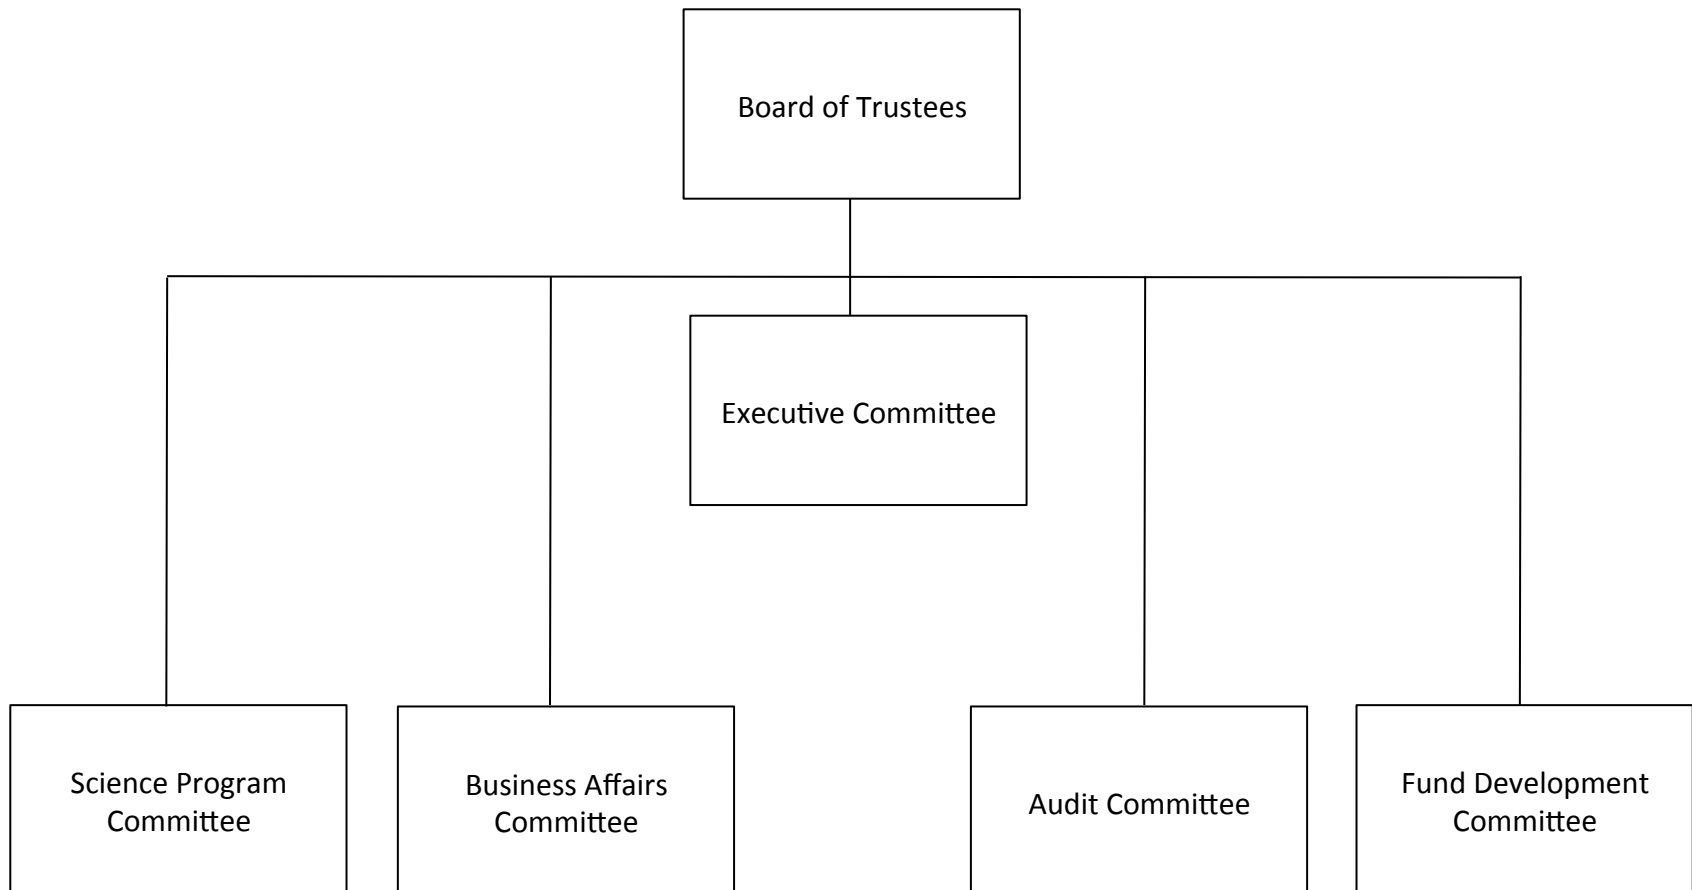 Board of Trustees
Executive Committee
Science Program
Committee
Business Affairs
Committee
Audit Committee
Fund Development
Committee